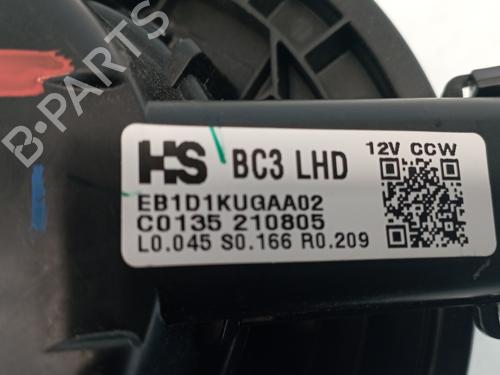 B-PARTS
HS BC3 LHD
12V CCW
EB1D1KUGAA02
C0135 210805
L0.045 S0.166 R0.209